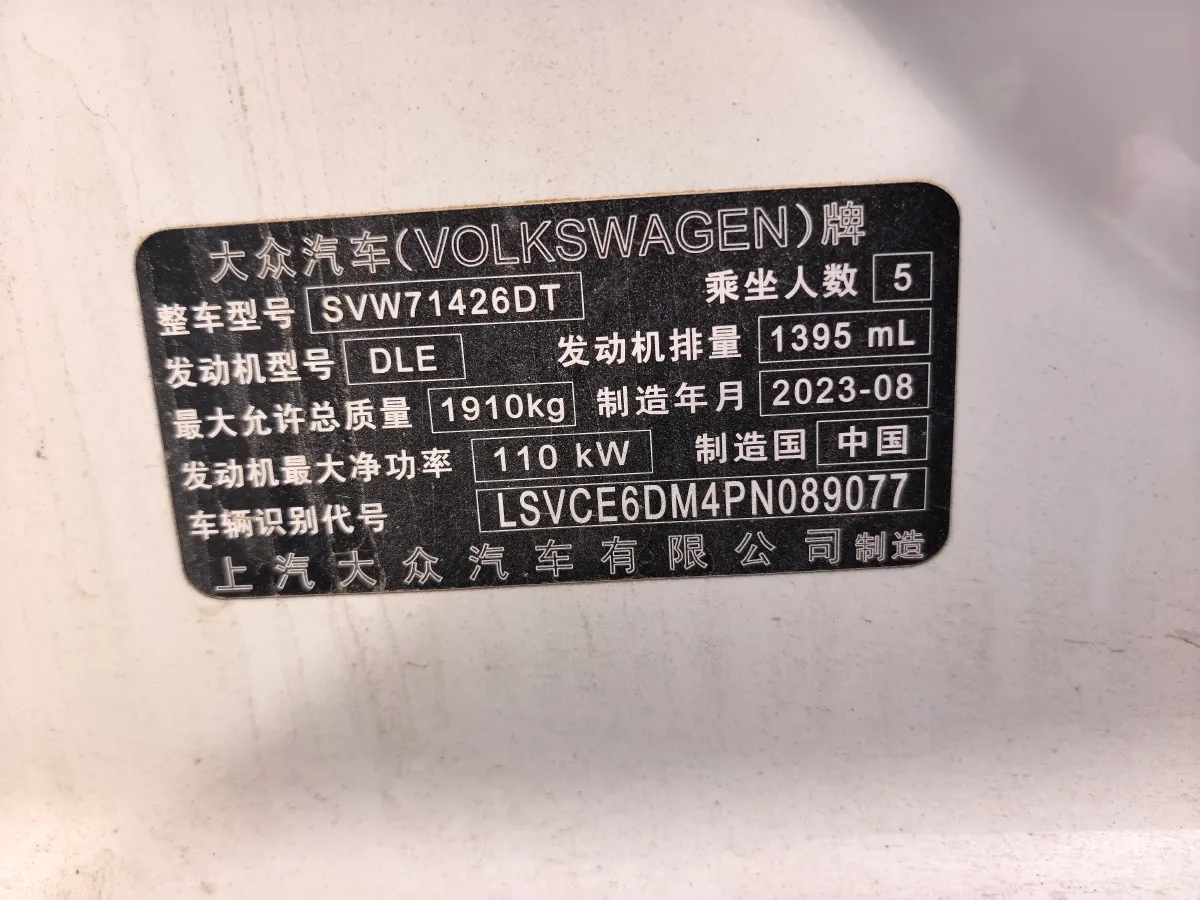 大众汽车(VOLKSWAGEN)牌
整车型号 SVW71426DT 乘坐人数 5
发动机型号 DLE 发动机排量 1395 mL
最大允许总质量 1910kg 制造年月 2023-08
发动机最大净功率 110 kW 制造国 中国
车辆识别代号 LSVCE6DM4PN089077
上汽大众汽车有限公司制造